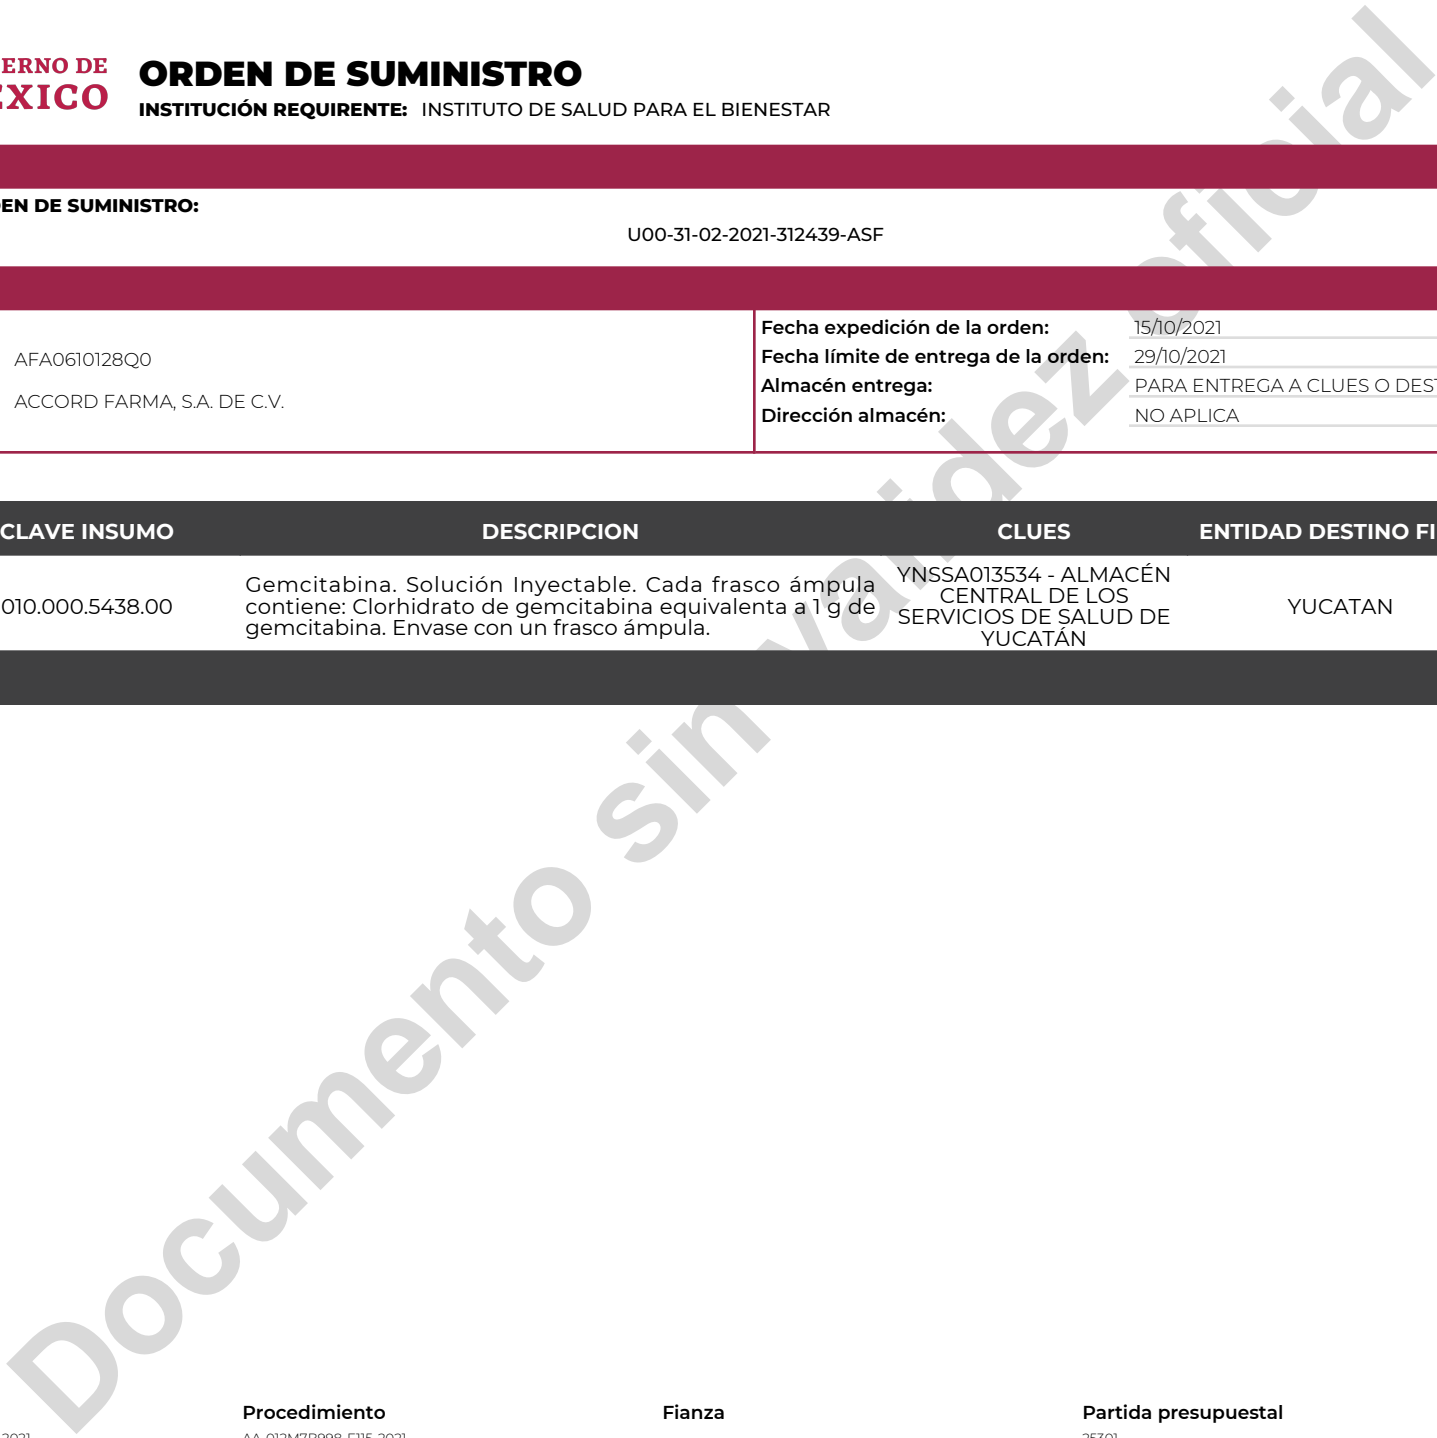 ERNO DE
EXICO
ORDEN DE SUMINISTRO
INSTITUCIÓN REQUIRENTE: INSTITUTO DE SALUD PARA EL BIENESTAR
EN DE SUMINISTRO:
U00-31-02-2021-312439-ASF
AFA0610128Q0
ACCORD FARMA, S.A. DE C.V.
Fecha expedición de la orden: 15/10/2021
Fecha límite de entrega de la orden: 29/10/2021
Almacén entrega: PARA ENTREGA A CLUES O DEST
Dirección almacén: NO APLICA
CLAVE INSUMO DESCRIPCION CLUES ENTIDAD DESTINO FI
010.000.5438.00
Gemcitabina. Solución Inyectable. Cada frasco ámpula
contiene: Clorhidrato de gemcitabina equivalenta a 1 g de
gemcitabina. Envase con un frasco ámpula.
YNSSA013534 - ALMACÉN
CENTRAL DE LOS
SERVICIOS DE SALUD DE
YUCATÁN
YUCATAN
Documento sin validez oficial
Procedimiento Fianza Partida presupuestal